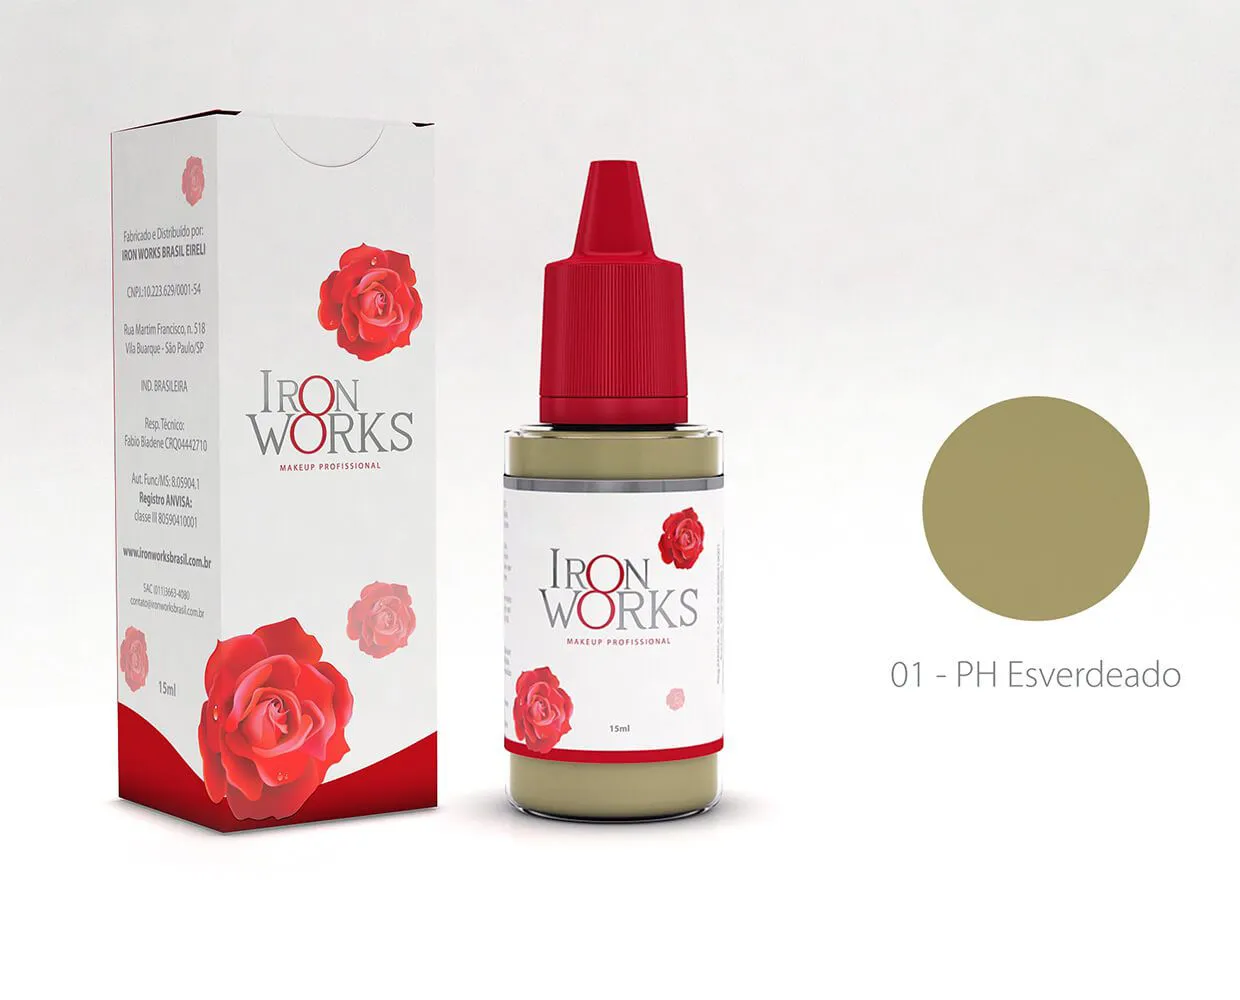 Fabricado e Distribuído por:
IRON WORKS BRASIL EIRELI
CNPJ.:10.223.629/0001-54
Rua Martim Francisco, n. 518
Vila Buarque - São Paulo/SP
IND. BRASILEIRA
Resp. Técnico:
Fabio Biadene CRQ04442710
Aut. Func/MS: 8.05904.1
Registro ANVISA:
classe III 80590410001
www.ironworksbrasil.com.br
SAC (011)3663-4080
contato@ironworksbrasil.com.br
15ml
IRON
WORKS
MAKEUP PROFISSIONAL
IRON
WORKS
MAKEUP PROFISSIONAL
15ml
01 - PH Esverdeado